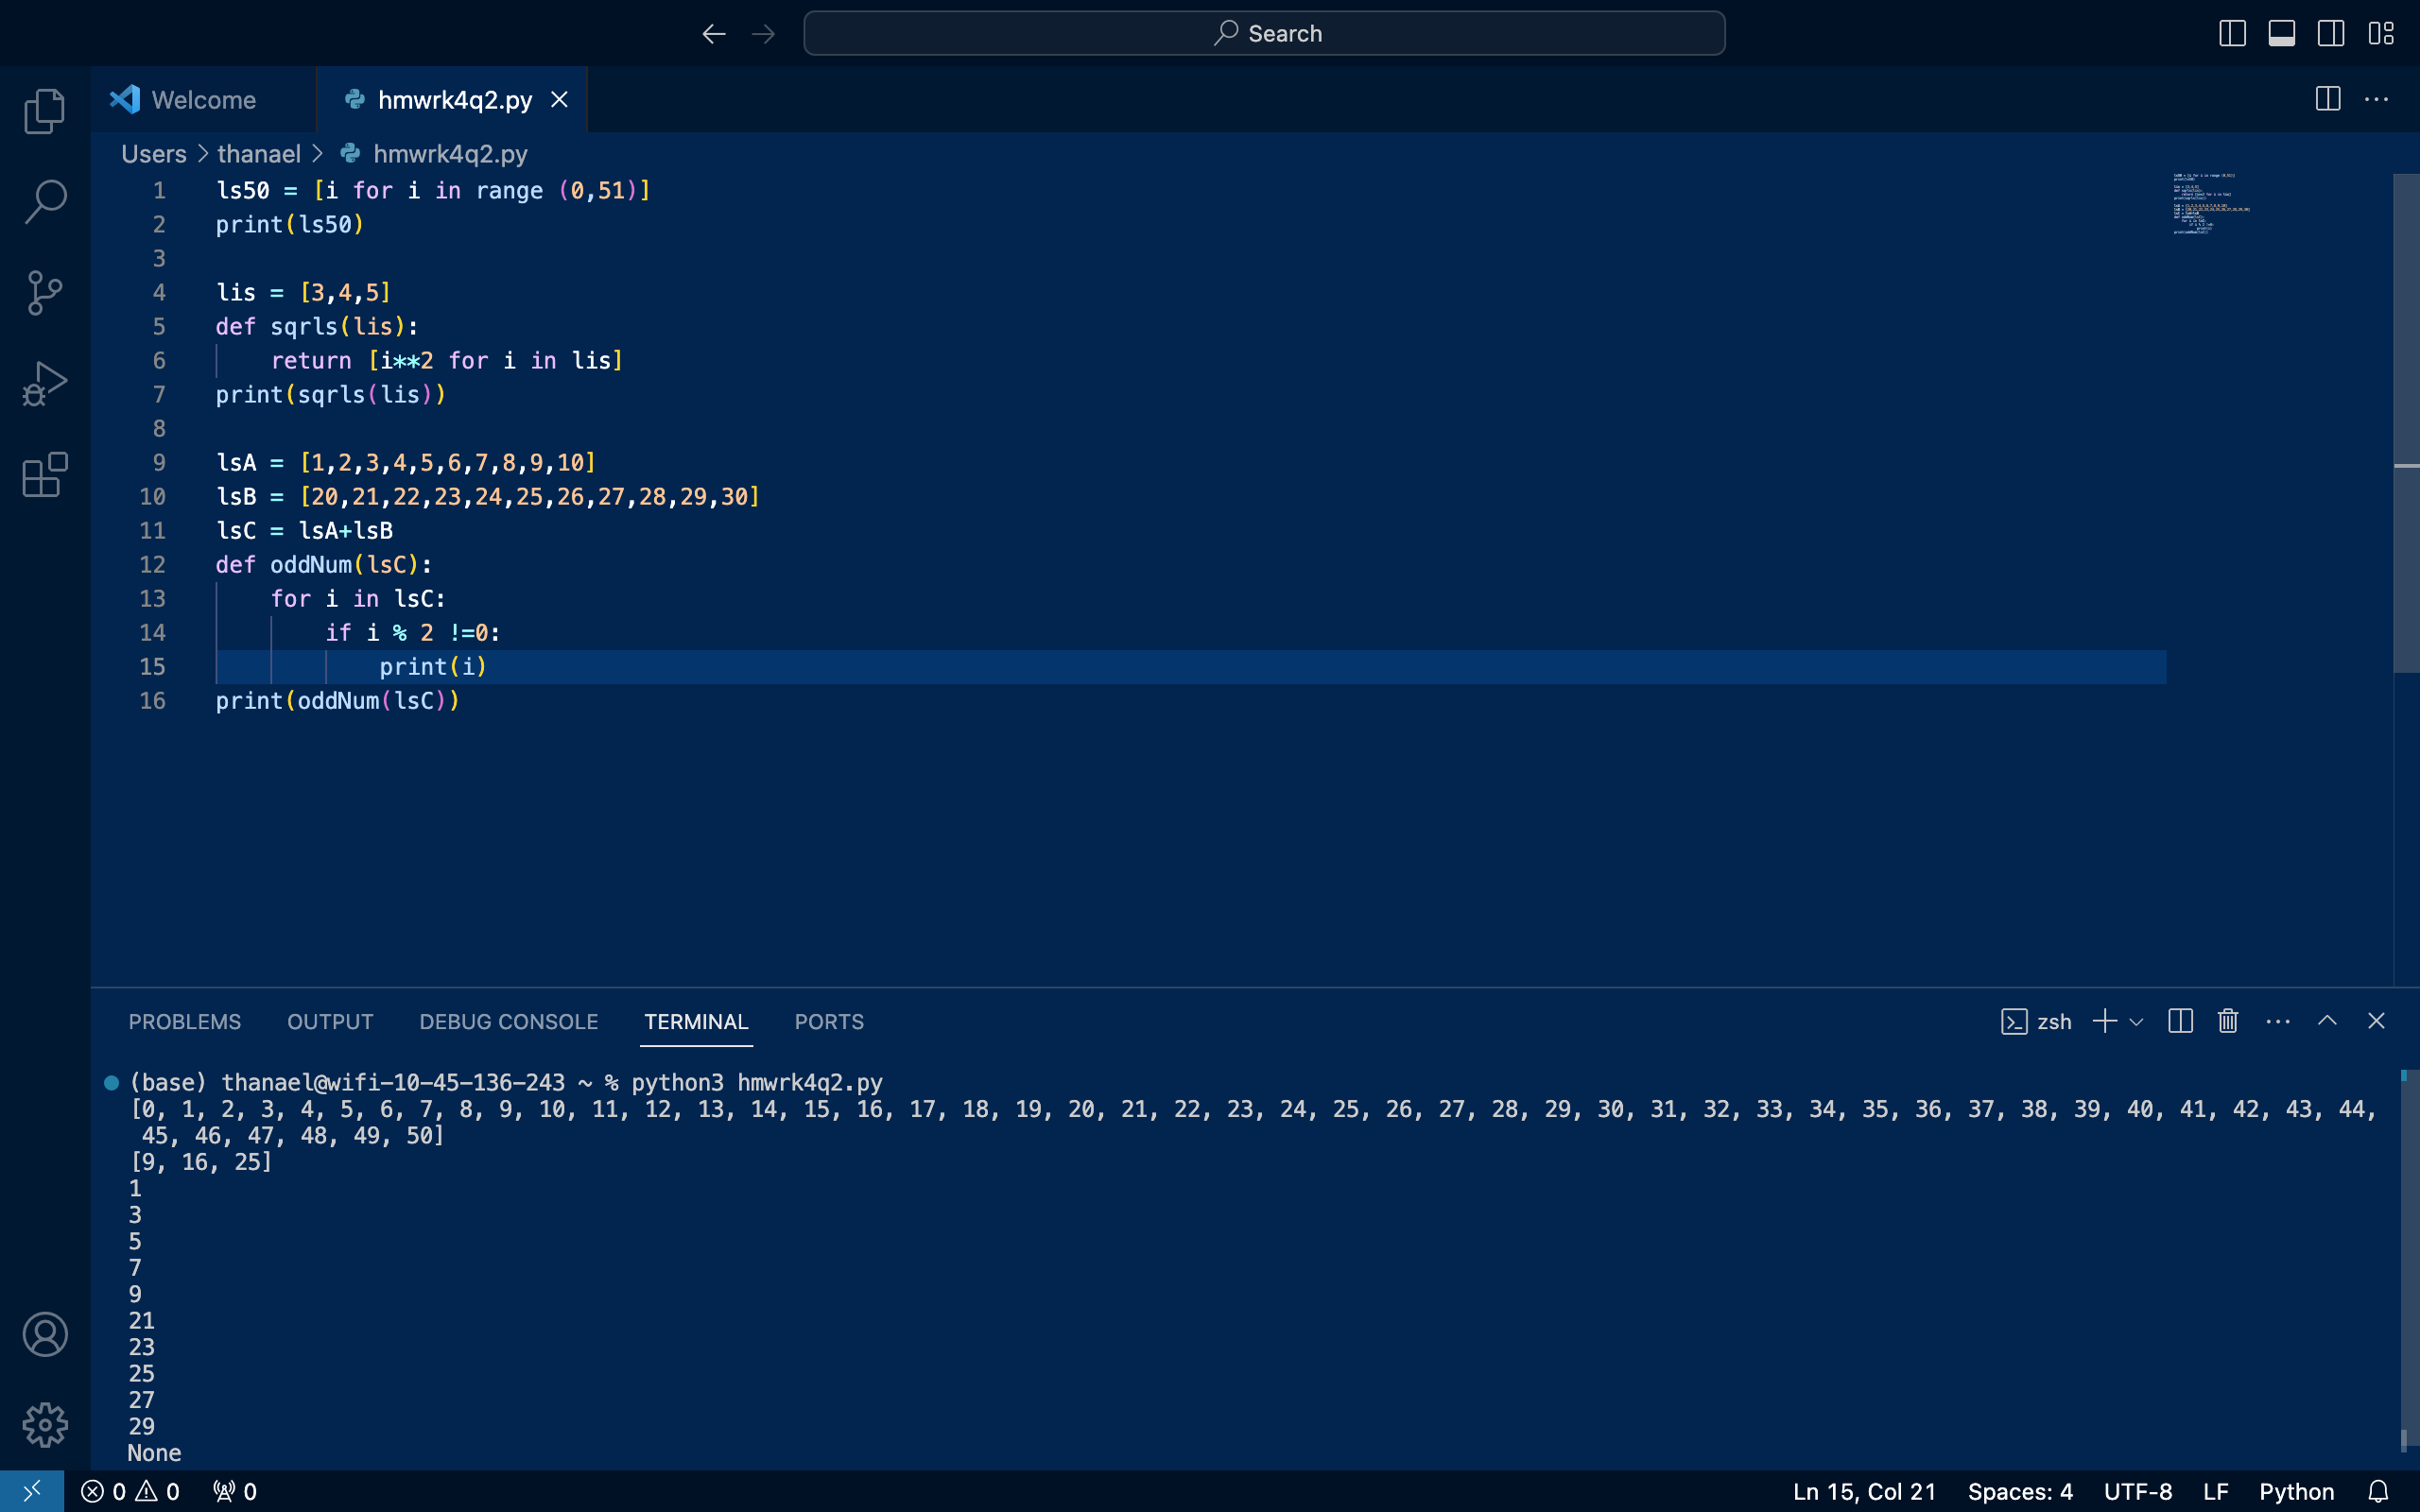 Search
Welcome
hmwrk4q2.py
Users > thanael > hmwrk4q2.py
1 ls50 = [i for i in range (0,51)]
2 print(ls50)
3
4 lis = [3,4,5]
5 def sqrls(lis):
6     return [i**2 for i in lis]
7 print(sqrls(lis))
8
9 lsA = [1,2,3,4,5,6,7,8,9,10]
10 lsB = [20,21,22,23,24,25,26,27,28,29,30]
11 lsC = lsA+lsB
12 def oddNum(lsC):
13     for i in lsC:
14         if i % 2 !=0:
15             print(i)
16 print(oddNum(lsC))
PROBLEMS OUTPUT DEBUG CONSOLE TERMINAL PORTS
zsh
(base) thanael@wifi-10-45-136-243 ~ % python3 hmwrk4q2.py
[0, 1, 2, 3, 4, 5, 6, 7, 8, 9, 10, 11, 12, 13, 14, 15, 16, 17, 18, 19, 20, 21, 22, 23, 24, 25, 26, 27, 28, 29, 30, 31, 32, 33, 34, 35, 36, 37, 38, 39, 40, 41, 42, 43, 44,
45, 46, 47, 48, 49, 50]
[9, 16, 25]
1
3
5
7
9
21
23
25
27
29
None
0 0 0
Ln 15, Col 21 Spaces: 4 UTF-8 LF Python